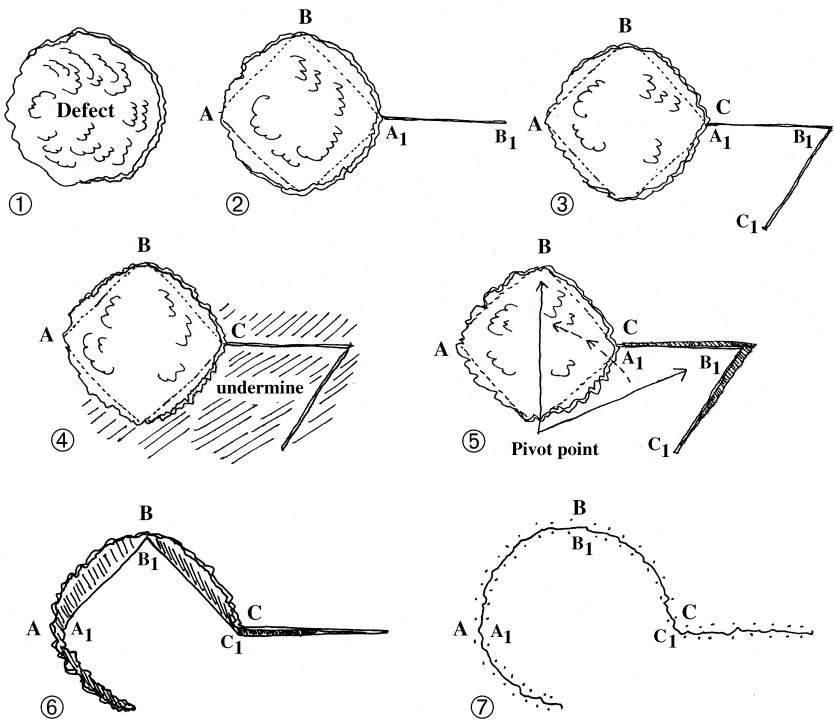 Defect
①
B
A
A1
B1
②
B
A
C
A1
B1
C1
③
B
A
C
undermine
④
B
A
C
A1
B1
C1
Pivot point
⑤
B
B1
A
A1
C
C1
⑥
B
B1
A
A1
C
C1
⑦